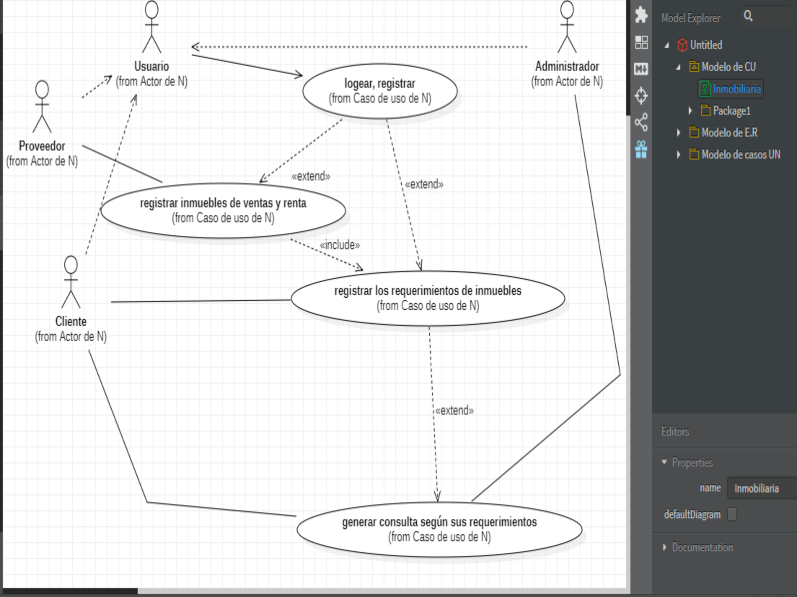 Usuario
(from Actor de N)
Administrador
(from Actor de N)
logear, registrar
(from Caso de uso de N)
Proveedor
(from Actor de N)
«extend»
«extend»
registrar inmuebles de ventas y renta
(from Caso de uso de N)
«include»
registrar los requerimientos de inmuebles
(from Caso de uso de N)
Cliente
(from Actor de N)
«extend»
generar consulta según sus requerimientos
(from Caso de uso de N)
M
Model Explorer
Untitled
Modelo de CU
Inmobiliaria
Package1
Modelo de E.R
Modelo de casos UN
Editors
Properties
name
Inmobiliaria
defaultDiagram
Documentation